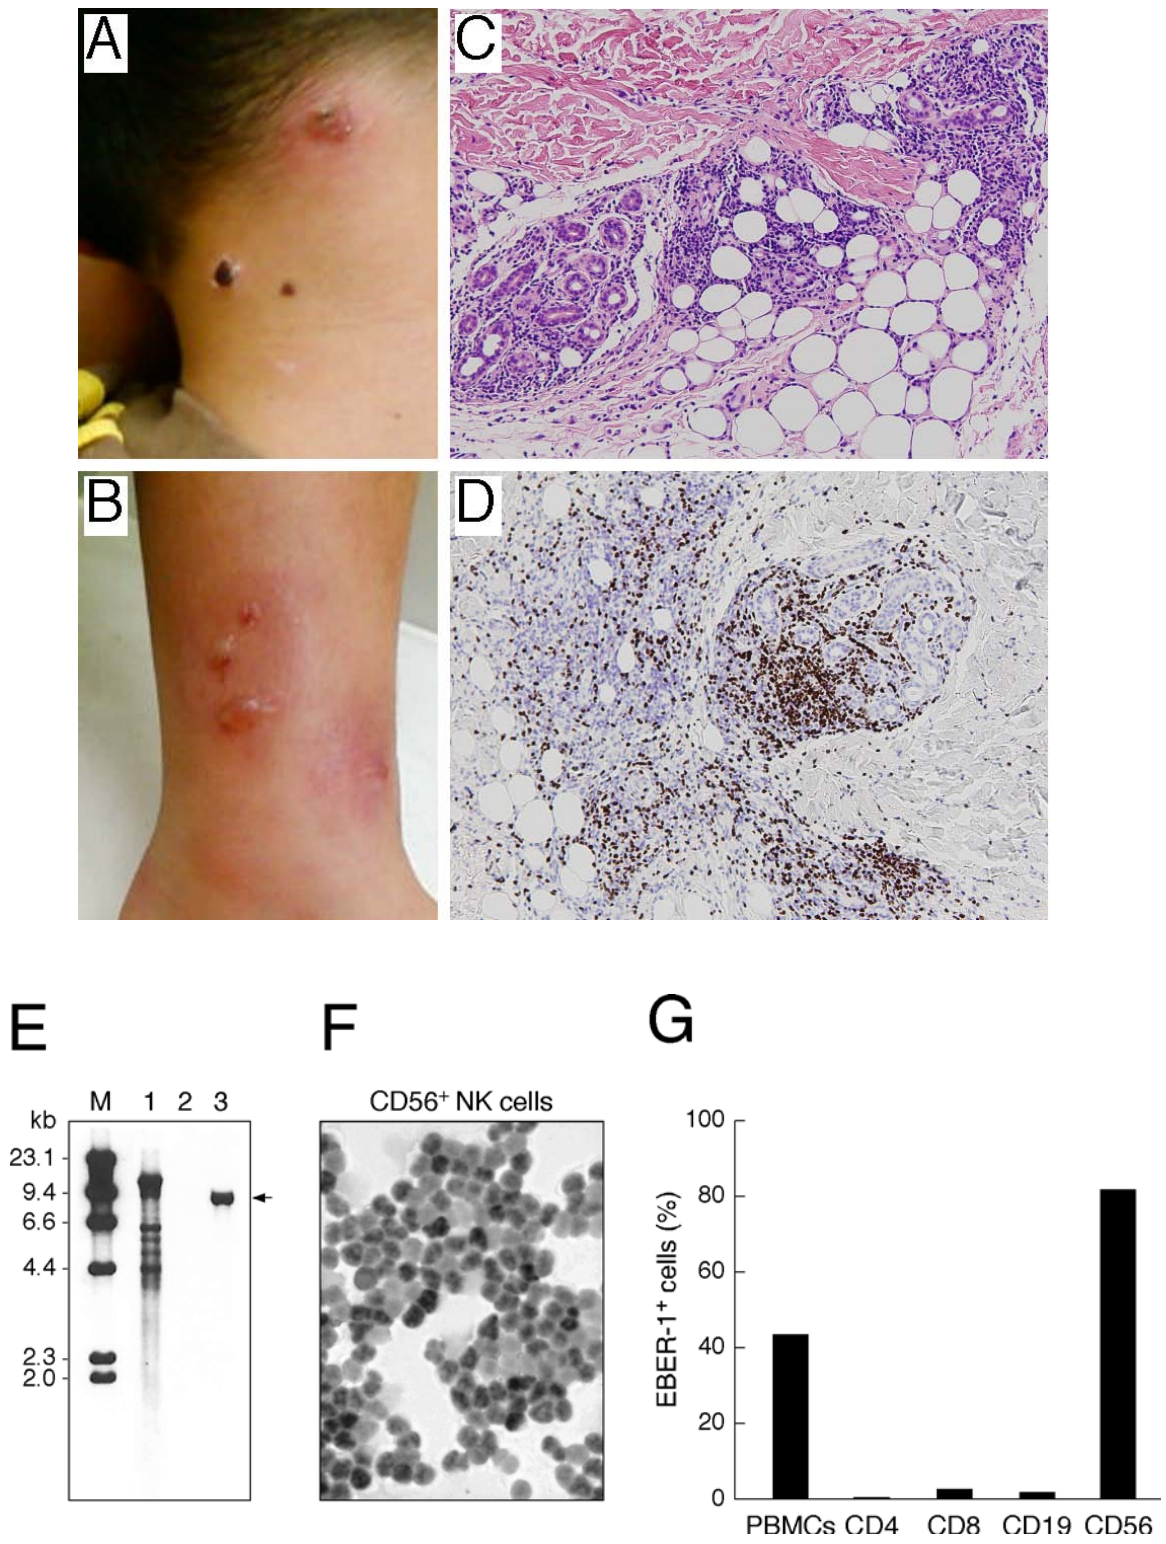 A
C
B
D
E
F
G
M 1 2 3
kb
23.1
9.4
6.6
4.4
2.3
2.0
CD56+ NK cells
EBER-1+ cells (%)
100
80
60
40
20
0
PBMCs CD4 CD8 CD19 CD56